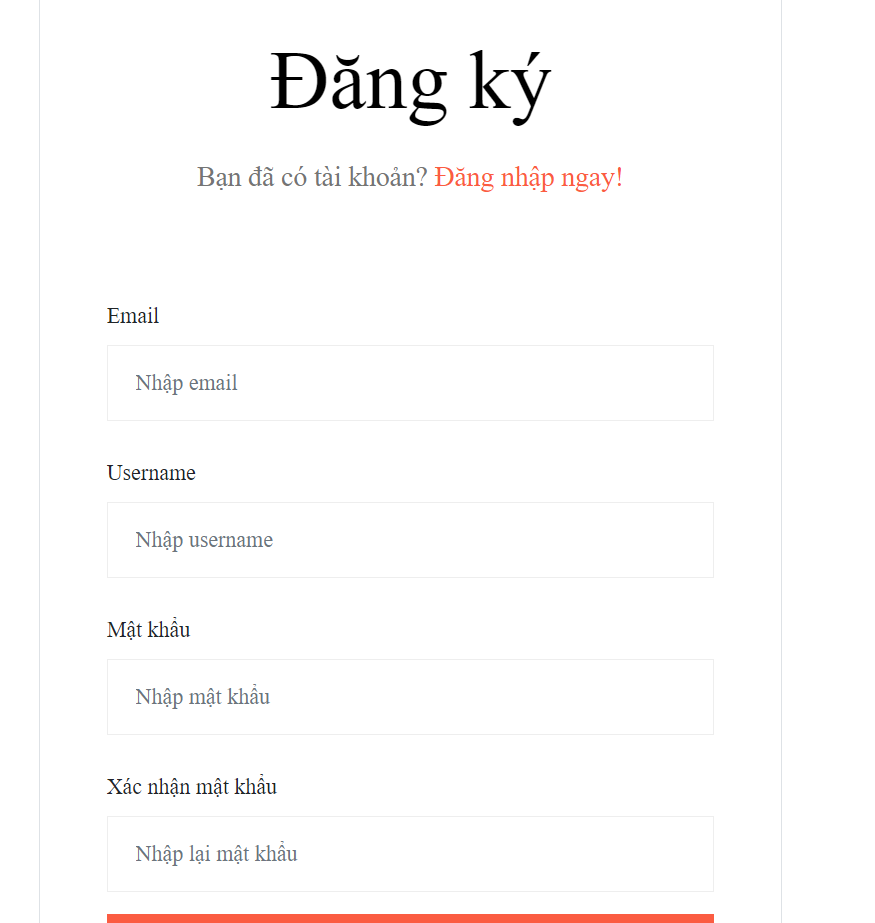 Đăng ký
Bạn đã có tài khoản? Đăng nhập ngay!
Email
Nhập email
Username
Nhập username
Mật khẩu
Nhập mật khẩu
Xác nhận mật khẩu
Nhập lại mật khẩu